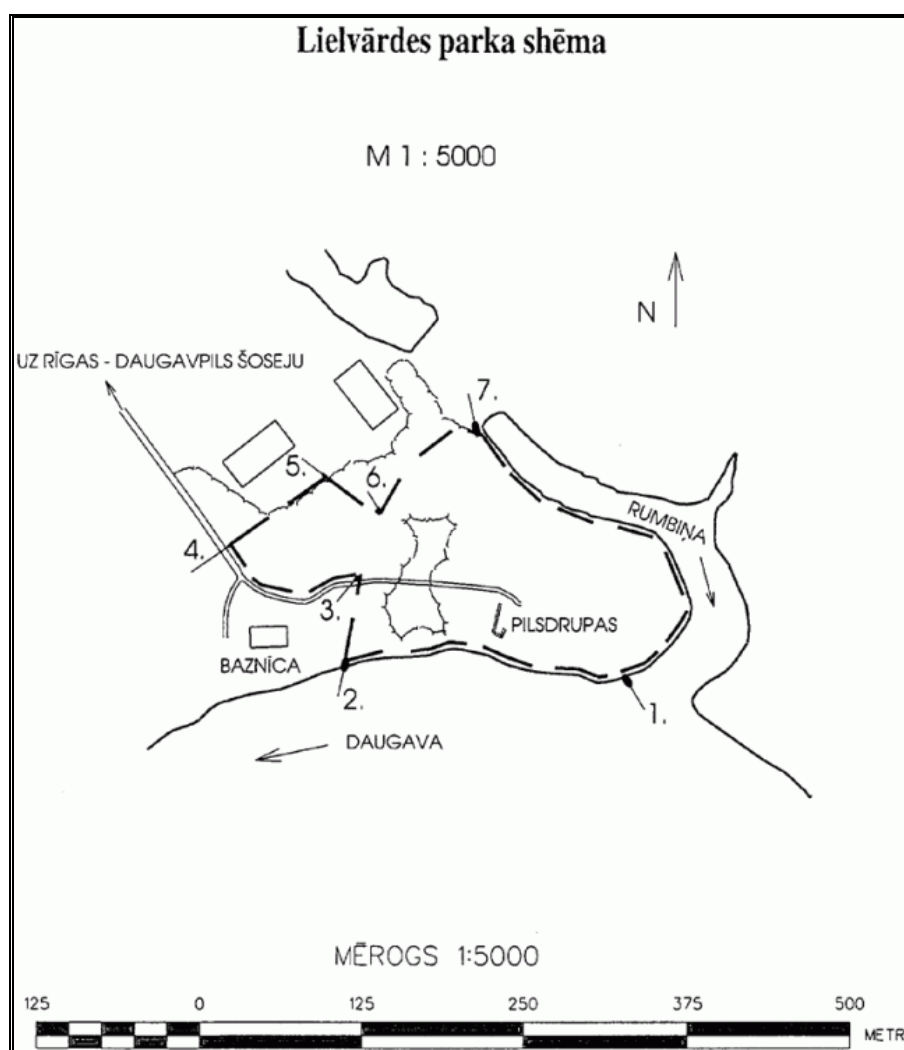 Lielvārdes parka shēma
M 1 : 5000
N
UZ RĪGAS - DAUGAVPILS ŠOSEJU
7.
5.
6.
RUMBIŅA
4.
3.
PILSDRUPAS
BAZNĪCA
2.
1.
DAUGAVA
MĒROGS 1:5000
125 0 125 250 375 500
METR